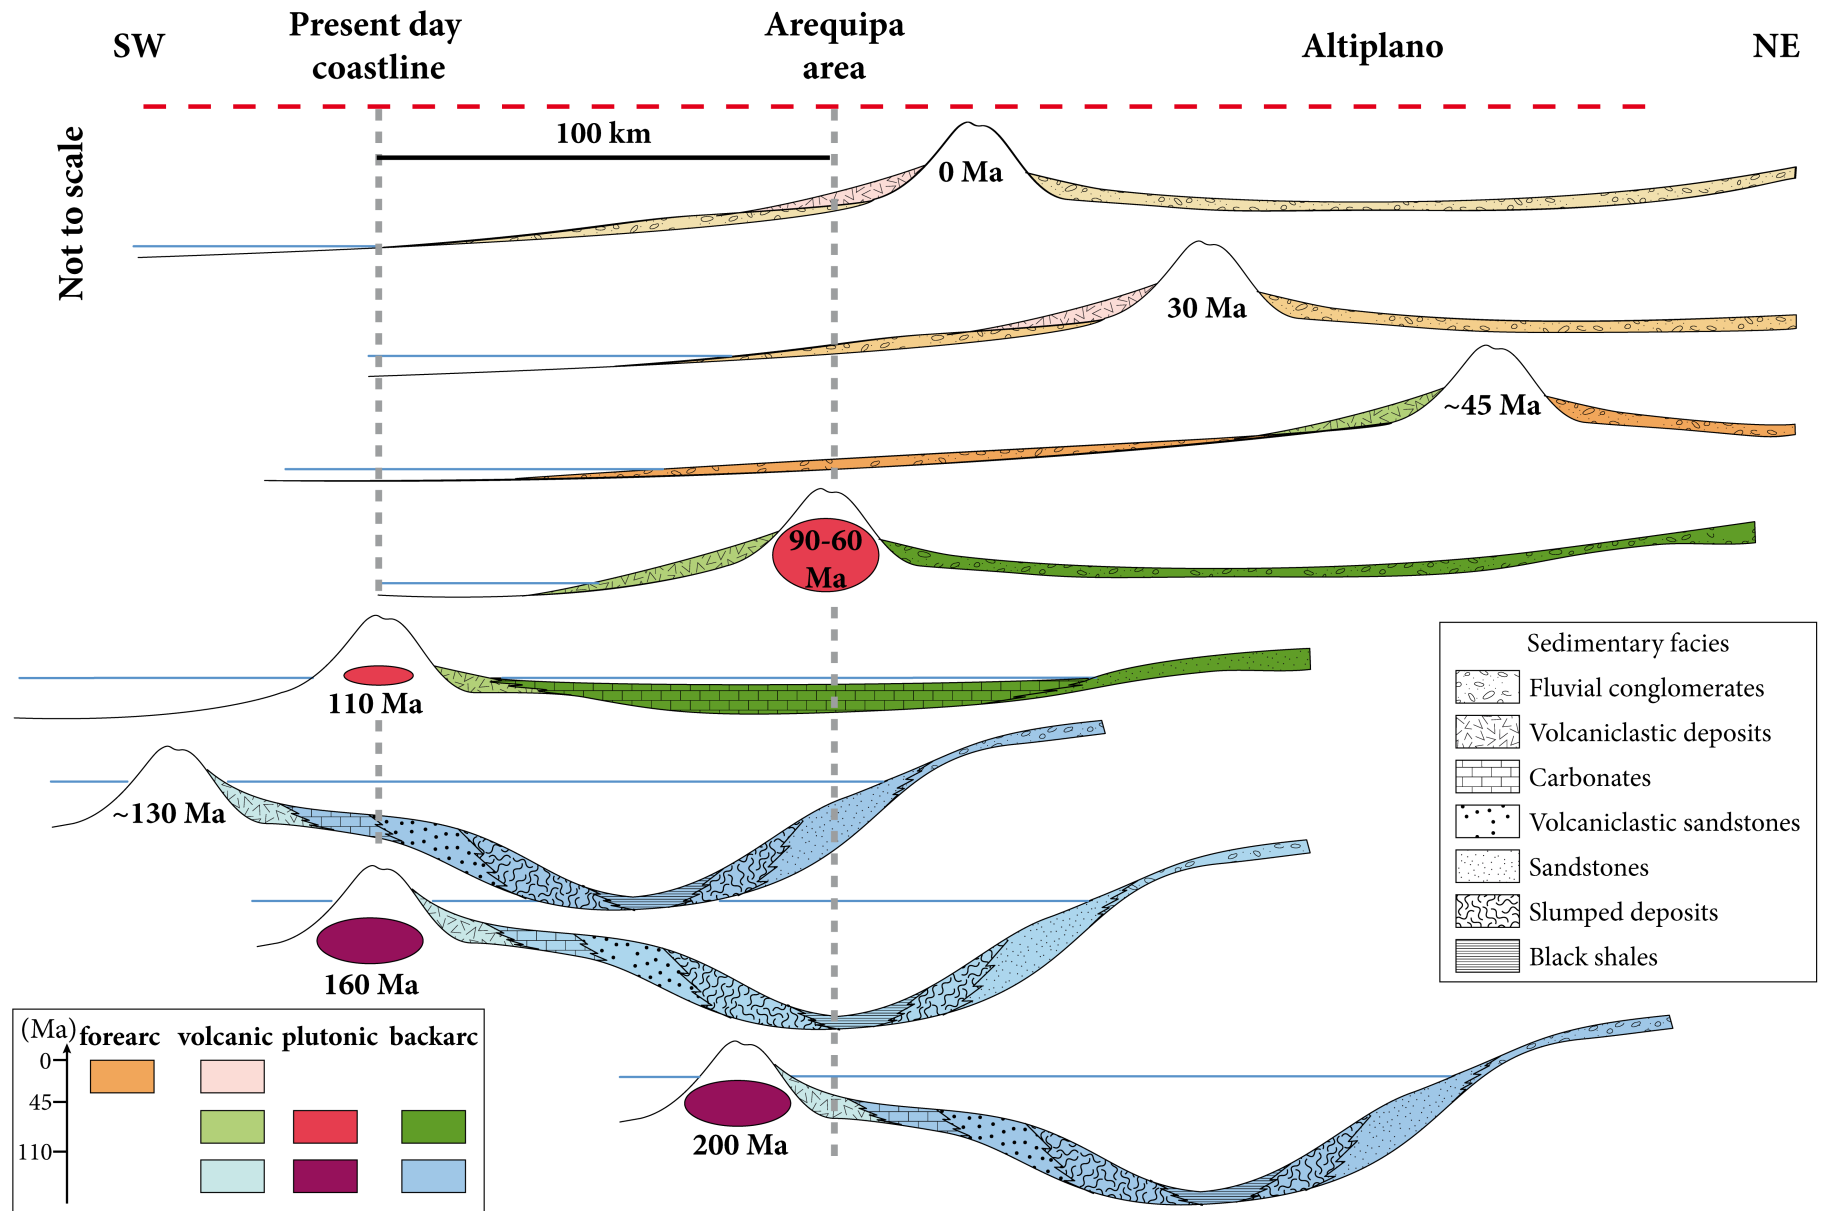 SW
Present day
coastline
Arequipa
area
Altiplano
NE
Not to scale
100 km
0 Ma
30 Ma
~45 Ma
90-60
Ma
110 Ma
~130 Ma
160 Ma
200 Ma
Sedimentary facies
Fluvial conglomerates
Volcaniclastic deposits
Carbonates
Volcaniclastic sandstones
Sandstones
Slumped deposits
Black shales
(Ma) forearc volcanic plutonic backarc
0
45
110